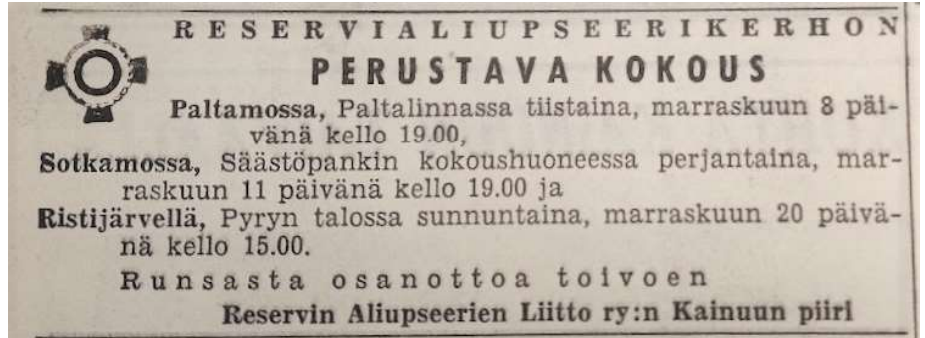 RESERVIALIUPSEERIKERHON
PERUSTAVA KOKOUS
Paltamossa, Paltalinnassa tiistaina, marraskuun 8 päi-
vänä kello 19.00,
Sotkamossa, Säästöpankin kokoushuoneessa perjantaina, mar-
raskuun 11 päivänä kello 19.00 ja
Ristijärvellä, Pyryn talossa sunnuntaina, marraskuun 20 päivä-
nä kello 15.00.
Runsasta osanottoa toivoen
Reservin Aliupseerien Liitto ry:n Kainuun piiri